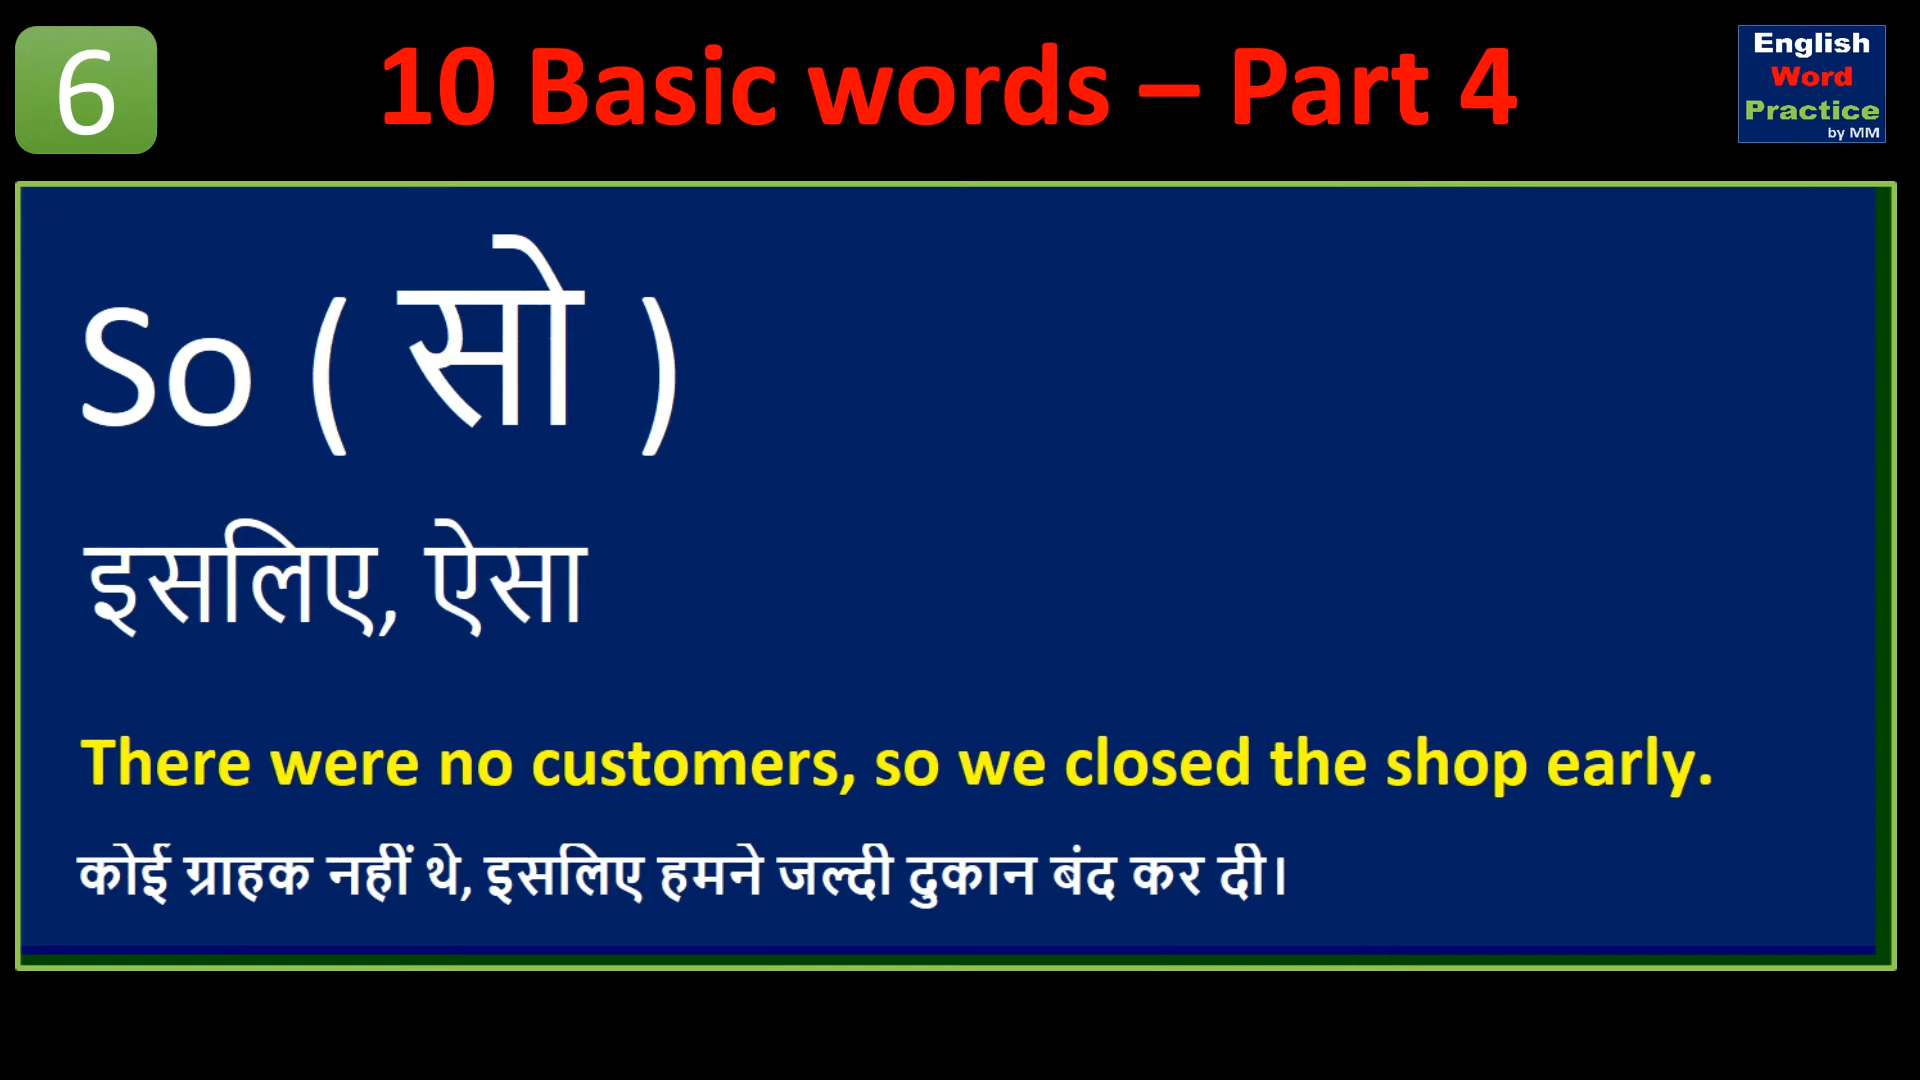 6
10 Basic words – Part 4
English
Word
Practice
by MM
So ( सो )
इसलिए, ऐसा
There were no customers, so we closed the shop early.
कोई ग्राहक नहीं थे, इसलिए हमने जल्दी दुकान बंद कर दी।